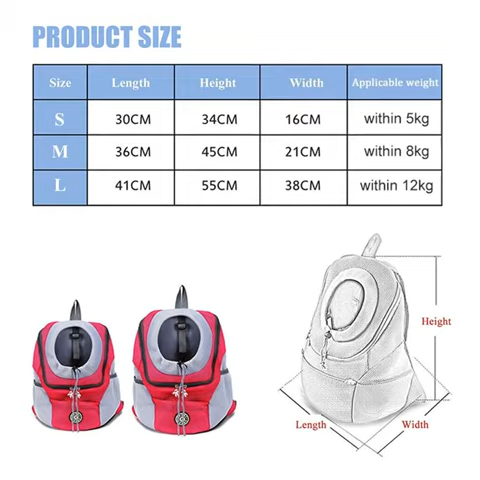 PRODUCT SIZE
Size Length Height Width Applicable weight
S 30CM 34CM 16CM within 5kg
M 36CM 45CM 21CM within 8kg
L 41CM 55CM 38CM within 12kg
Height
Length Width